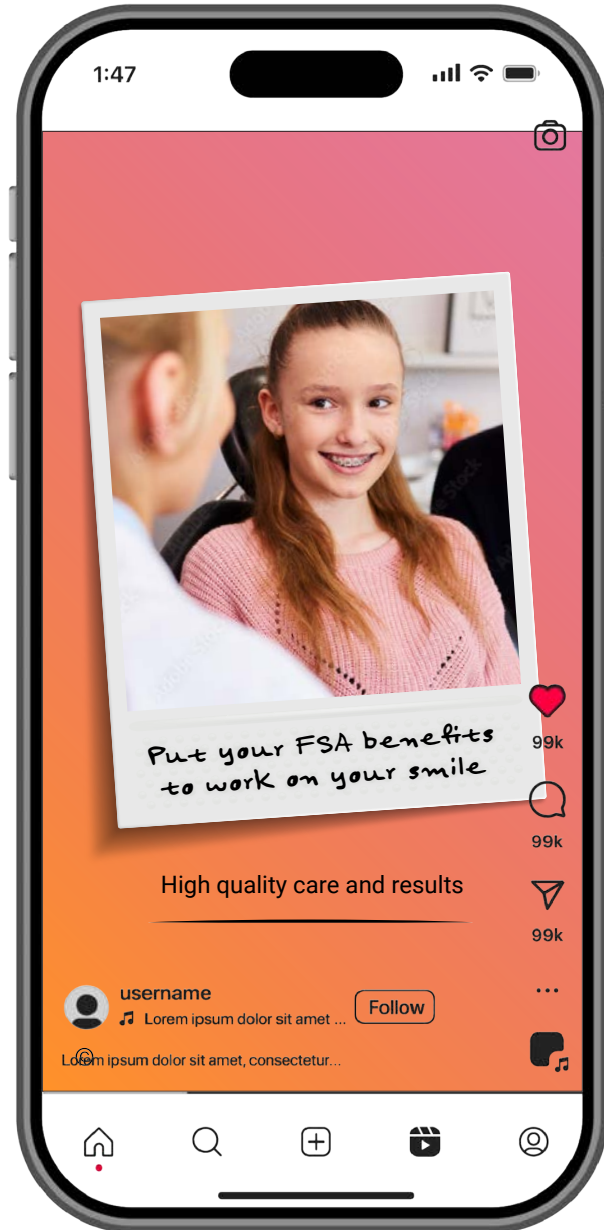 1:47
Put your FSA benefits
to work on your smile
99k
99k
High quality care and results
99k
username
Lorem ipsum dolor sit amet ...
Follow
©
Lorem ipsum dolor sit amet, consectetur...